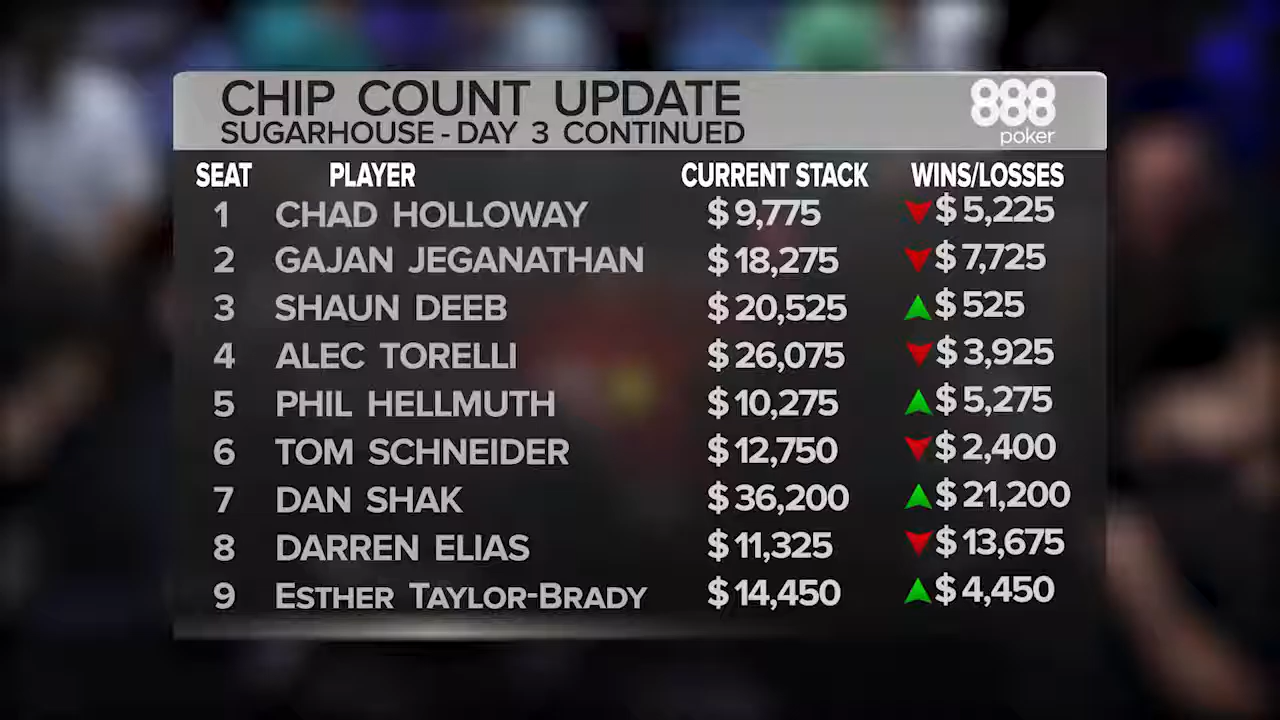 CHIP COUNT UPDATE
SUGARHOUSE - DAY 3 CONTINUED
888
poker
SEAT PLAYER CURRENT STACK WINS/LOSSES
1 CHAD HOLLOWAY $ 9,775 $ 5,225
2 GAJAN JEGANATHAN $ 18,275 $ 7,725
3 SHAUN DEEB $ 20,525 $ 525
4 ALEC TORELLI $ 26,075 $ 3,925
5 PHIL HELLMUTH $ 10,275 $ 5,275
6 TOM SCHNEIDER $ 12,750 $ 2,400
7 DAN SHAK $ 36,200 $ 21,200
8 DARREN ELIAS $ 11,325 $ 13,675
9 ESTHER TAYLOR-BRADY $ 14,450 $ 4,450